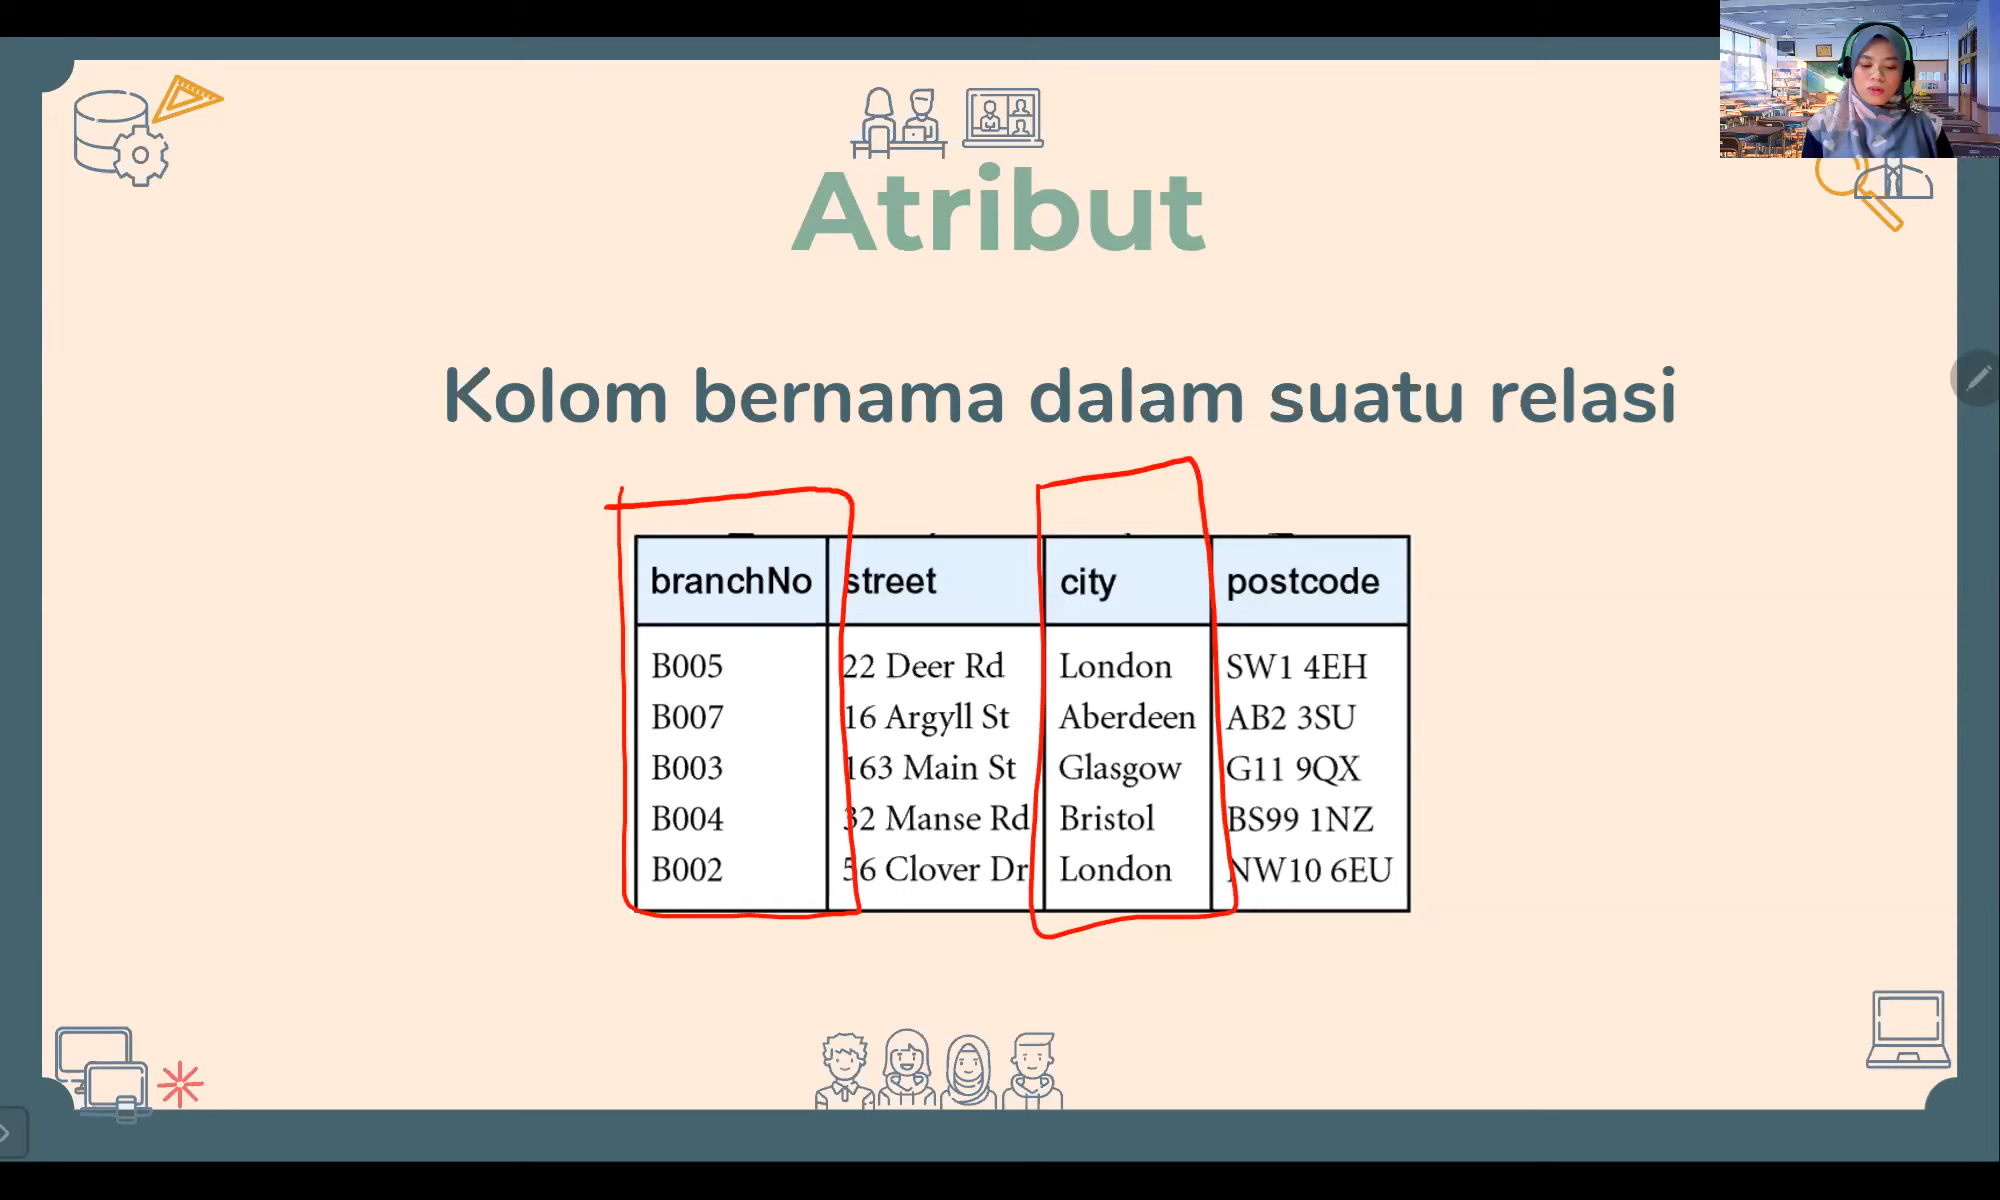 Atribut
Kolom bernama dalam suatu relasi
branchNo street city postcode
B005 22 Deer Rd London SW1 4EH
B007 16 Argyll St Aberdeen AB2 3SU
B003 163 Main St Glasgow G11 9QX
B004 32 Manse Rd Bristol BS99 1NZ
B002 56 Clover Dr London NW10 6EU